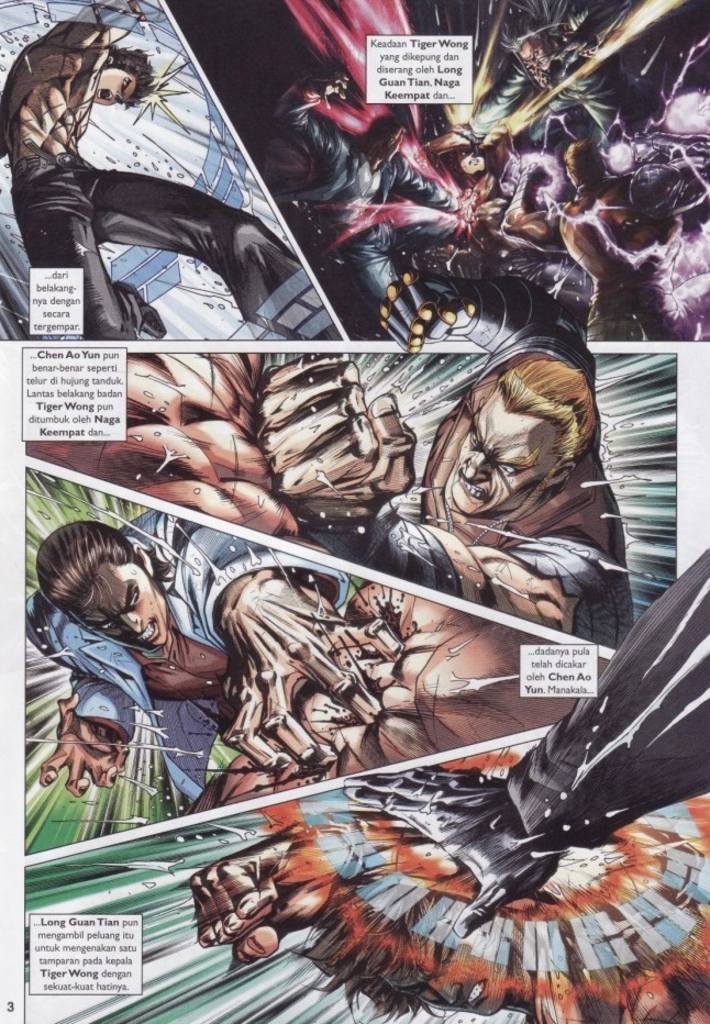 Keadaan Tiger Wong
yang dikepung dan
diserang oleh Long
Guan Tian, Naga
Keempat dan...
...dari
belakang-
nya dengan
secara
tergempar.
...Chen Ao Yun pun
benar-benar seperti
telur di hujung tanduk.
Lantas belakang badan
Tiger Wong pun
ditumbuk oleh Naga
Keempat dan...
...dadanya pula
telah dicakar
oleh Chen Ao
Yun. Manakala...
...Long Guan Tian pun
mengambil peluang itu
untuk mengenakan satu
tamparan pada kepala
Tiger Wong dengan
sekuat-kuat hatinya.
3